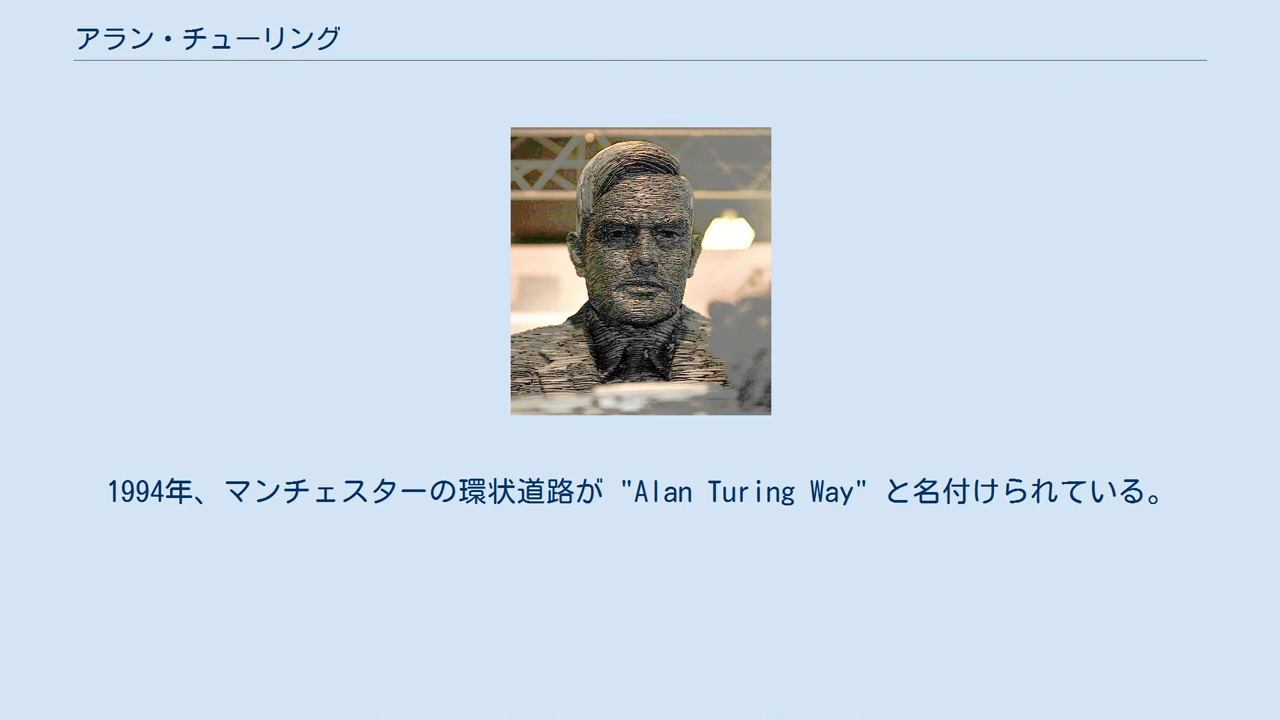 アラン・チューリング
1994年、マンチェスターの環状道路が "Alan Turing Way" と名付けられている。